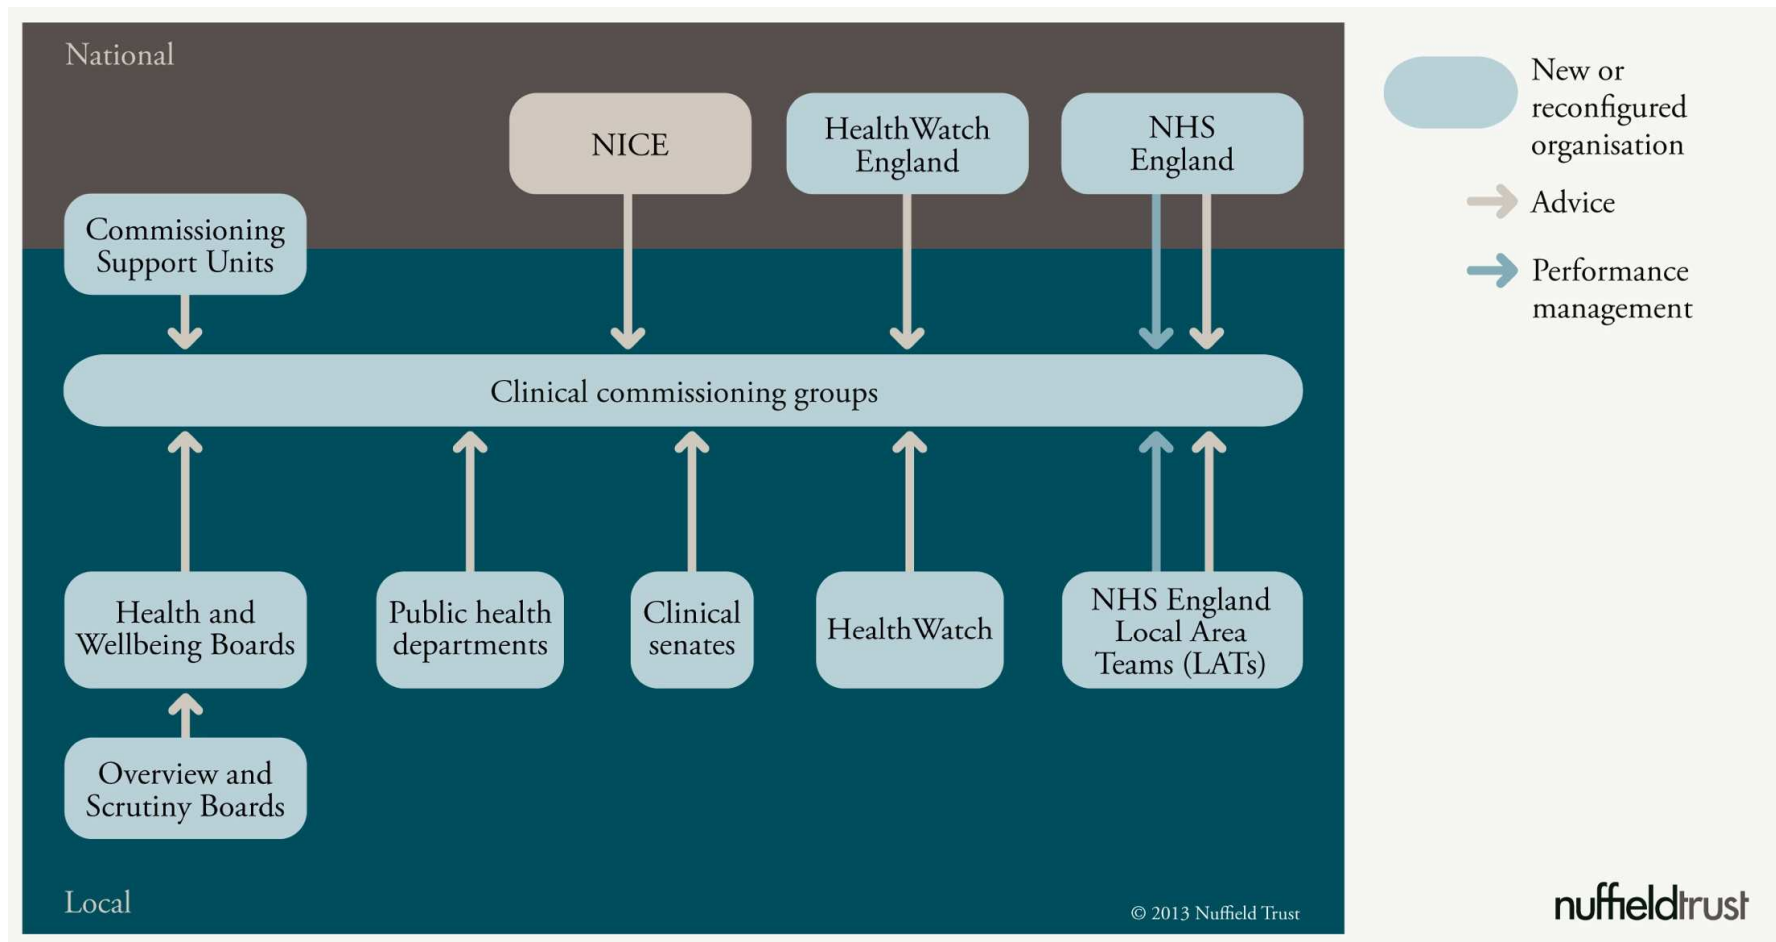 National
NICE
HealthWatch
England
NHS
England
Commissioning
Support Units
Clinical commissioning groups
Health and
Wellbeing Boards
Public health
departments
Clinical
senates
HealthWatch
NHS England
Local Area
Teams (LATs)
Overview and
Scrutiny Boards
Local
© 2013 Nuffield Trust
New or
reconfigured
organisation
Advice
Performance
management
nuffieldtrust